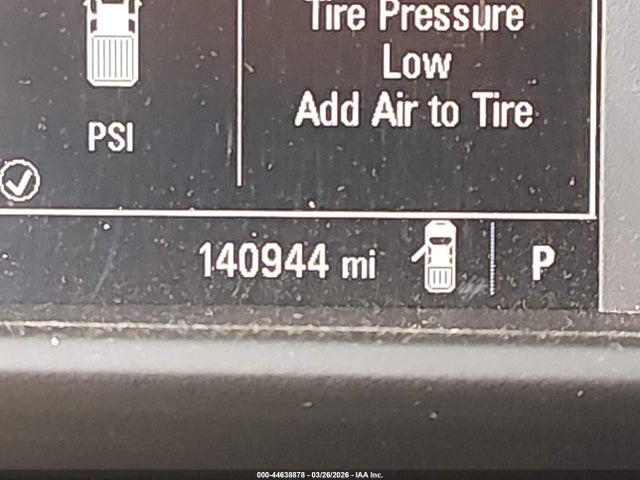 Tire Pressure
Low
Add Air to Tire
PSI
140944 mi
P
000-44638878 - 03/26/2026 - IAA Inc.